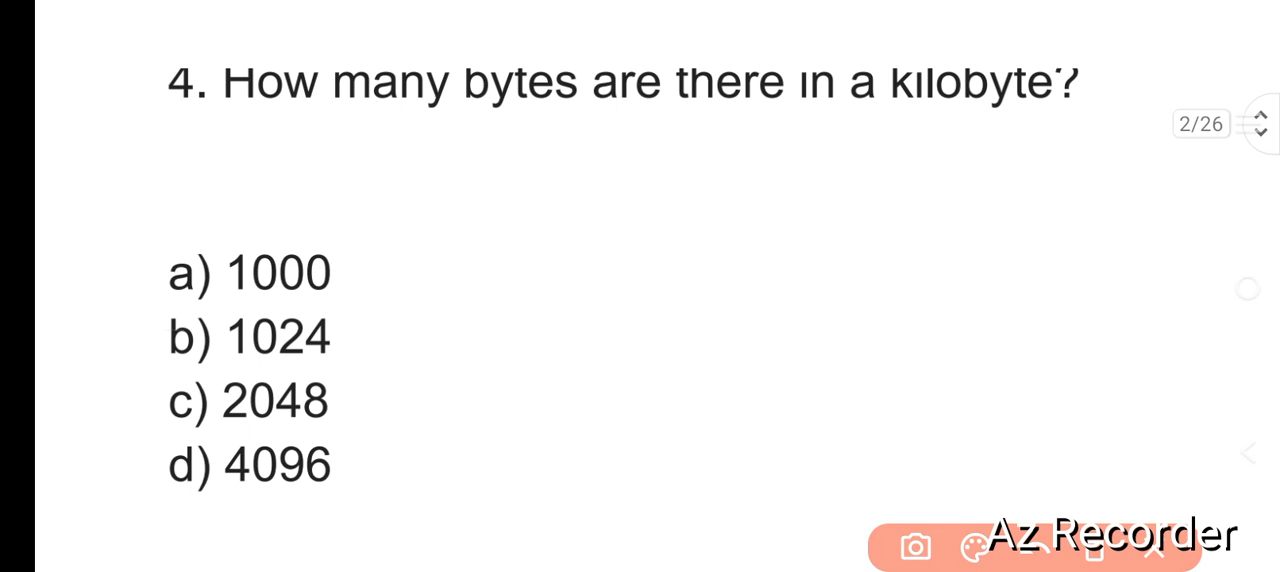 4. How many bytes are there in a kilobyte?
2/26
a) 1000
b) 1024
c) 2048
d) 4096
Az Recorder